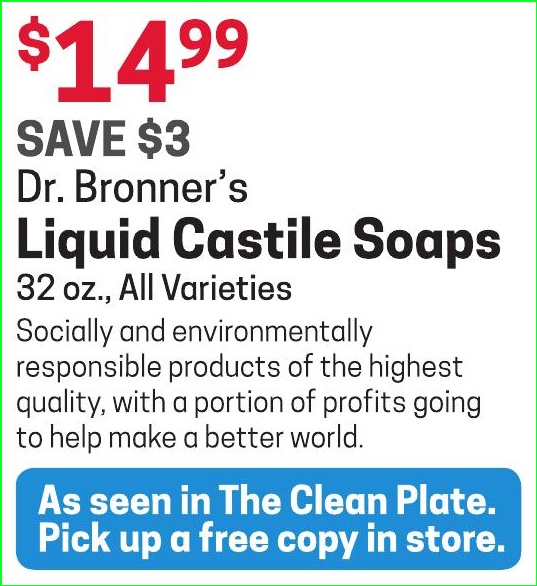 $14.99
SAVE $3
Dr. Bronner’s
Liquid Castile Soaps
32 oz., All Varieties
Socially and environmentally
responsible products of the highest
quality, with a portion of profits going
to help make a better world.
As seen in The Clean Plate.
Pick up a free copy in store.